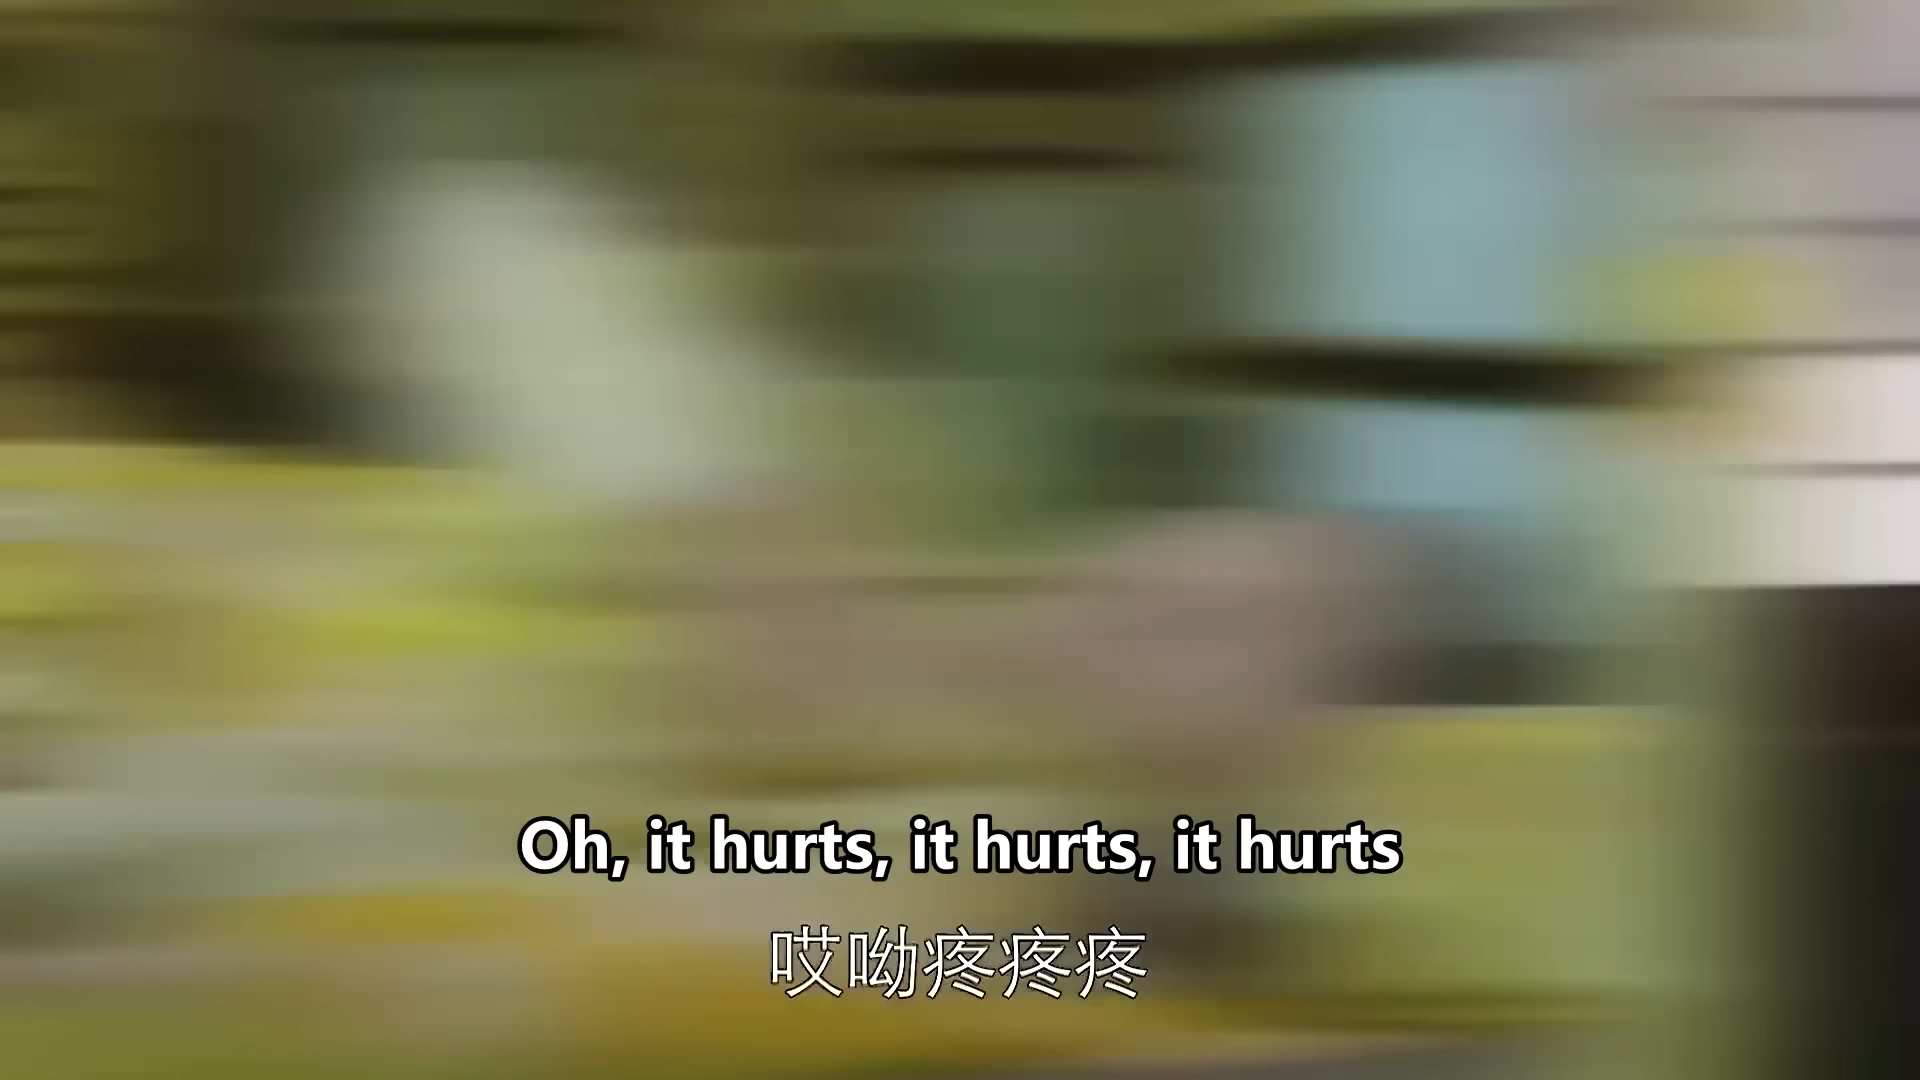 Oh, it hurts, it hurts, it hurts
哎呦疼疼疼